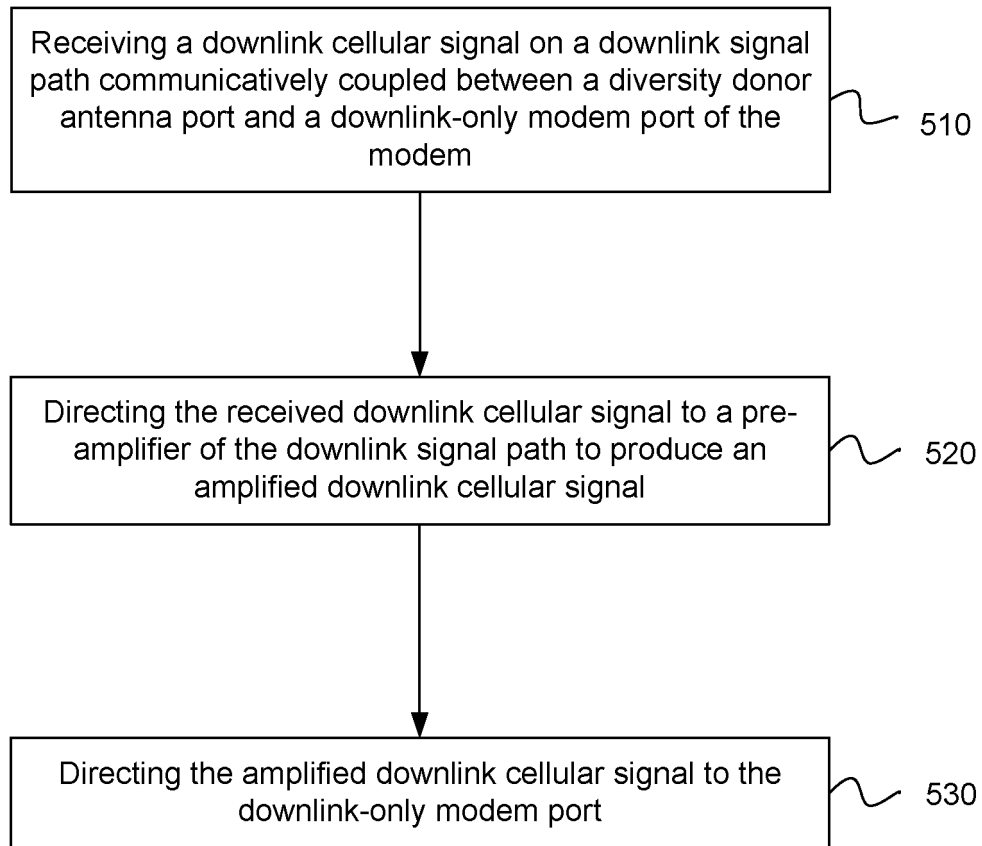 Receiving a downlink cellular signal on a downlink signal
path communicatively coupled between a diversity donor
antenna port and a downlink-only modem port of the
modem
510
Directing the received downlink cellular signal to a pre-
amplifier of the downlink signal path to produce an
amplified downlink cellular signal
520
Directing the amplified downlink cellular signal to the
downlink-only modem port
530